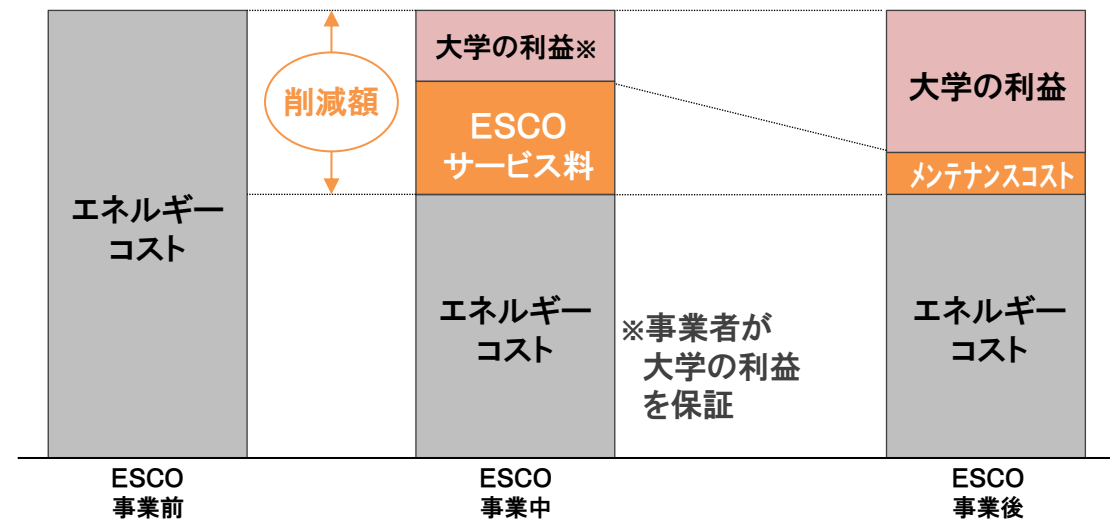 エネルギー
コスト
削減額
大学の利益※
ESCO
サービス料
エネルギー
コスト
※事業者が
大学の利益
を保証
大学の利益
メンテナンスコスト
エネルギー
コスト
ESCO
事業前
ESCO
事業中
ESCO
事業後